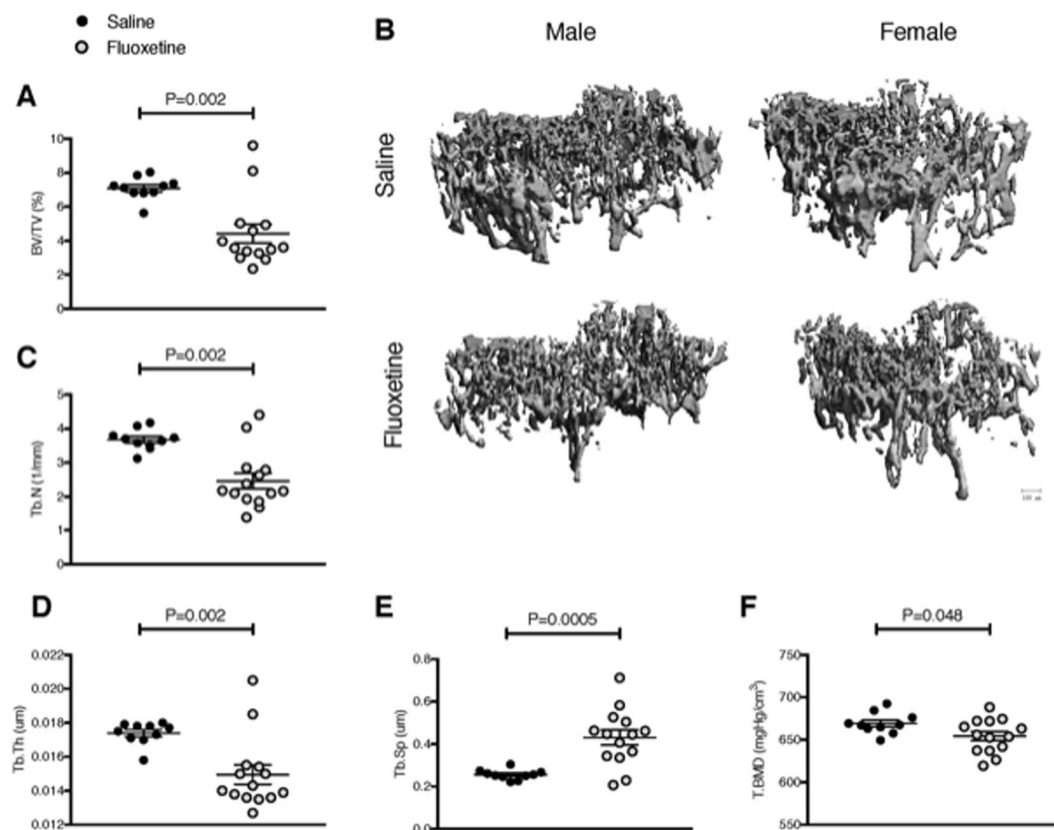 Saline
Fluoxetine
A
P=0.002
10
8
6
4
2
0
BV/TV (%)
B
Male
Female
Saline
Fluoxetine
C
P=0.002
5
4
3
2
1
0
Tb.N (1/mm)
D
P=0.002
0.022
0.020
0.018
0.016
0.014
0.012
Tb.Th (um)
E
P=0.0005
0.8
0.6
0.4
0.2
0.0
Tb.Sp (um)
F
P=0.048
750
700
650
600
550
T.BMD (mgHg/cm³)